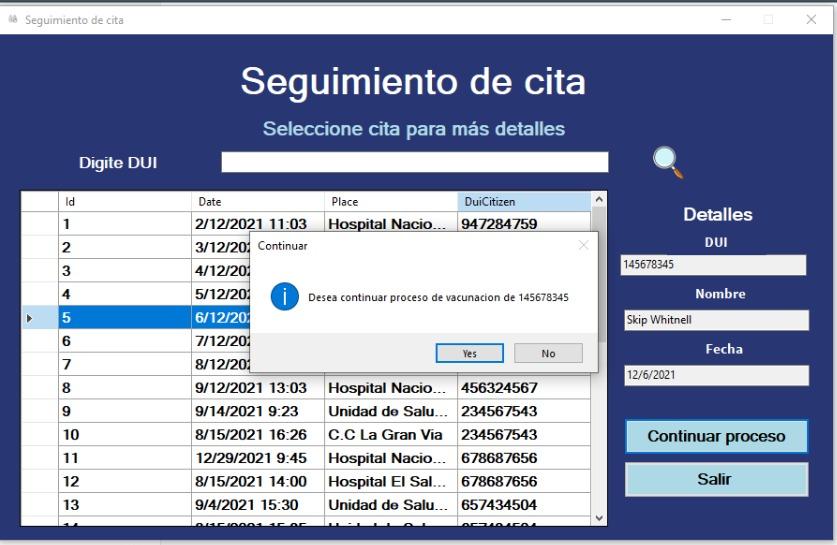 Seguimiento de cita
Seguimiento de cita
Seleccione cita para más detalles
Digite DUI
Id Date Place DuiCitizen
1 2/12/2021 11:03 Hospital Nacio... 947284759
2 3/12/202
3 4/12/202
4 5/12/202
5 6/12/202
6 7/12/202
7 8/12/202
8 9/12/2021 13:03 Hospital Nacio... 456324567
9 9/14/2021 9:23 Unidad de Salu... 234567543
10 8/15/2021 16:26 C.C La Gran Via 234567543
11 12/29/2021 9:45 Hospital Nacio... 678687656
12 8/15/2021 14:00 Hospital El Sal... 678687656
13 9/4/2021 15:30 Unidad de Salu... 657434504
Continuar
Desea continuar proceso de vacunacion de 145678345
Yes No
Detalles
DUI
145678345
Nombre
Skip Whitnell
Fecha
12/6/2021
Continuar proceso
Salir